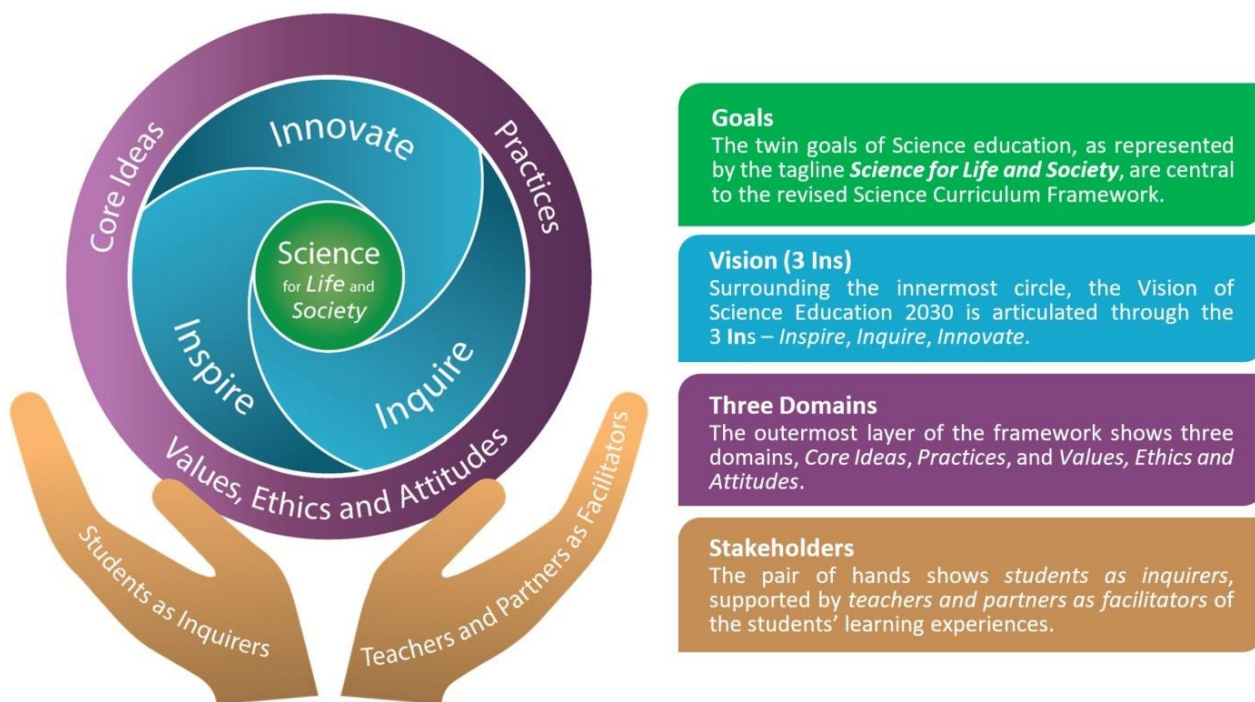 Core Ideas
Practices
Values, Ethics and Attitudes
Innovate
Inspire
Inquire
Science
for Life and
Society
Students as Inquirers
Teachers and Partners as Facilitators
Goals
The twin goals of Science education, as represented
by the tagline Science for Life and Society, are central
to the revised Science Curriculum Framework.
Vision (3 Ins)
Surrounding the innermost circle, the Vision of
Science Education 2030 is articulated through the
3 Ins – Inspire, Inquire, Innovate.
Three Domains
The outermost layer of the framework shows three
domains, Core Ideas, Practices, and Values, Ethics and
Attitudes.
Stakeholders
The pair of hands shows students as inquirers,
supported by teachers and partners as facilitators of
the students’ learning experiences.